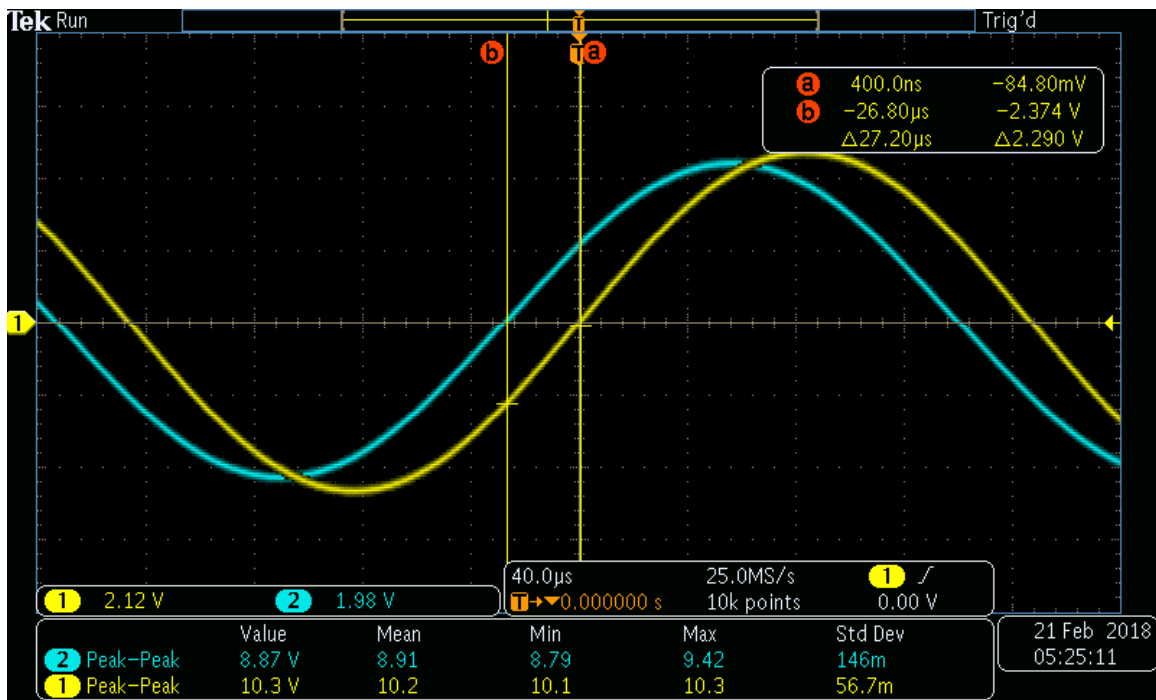 Tek Run T Trig'd
b T a
a 400.0ns -84.80mV
b -26.80µs -2.374 V
△27.20µs △2.290 V
1
40.0µs 25.0MS/s 1
1 2.12 V 2 1.98 V T→▼0.000000 s 10k points 0.00 V
Value Mean Min Max Std Dev
2 Peak-Peak 8.87 V 8.91 8.79 9.42 146m
1 Peak-Peak 10.3 V 10.2 10.1 10.3 56.7m
21 Feb 2018
05:25:11